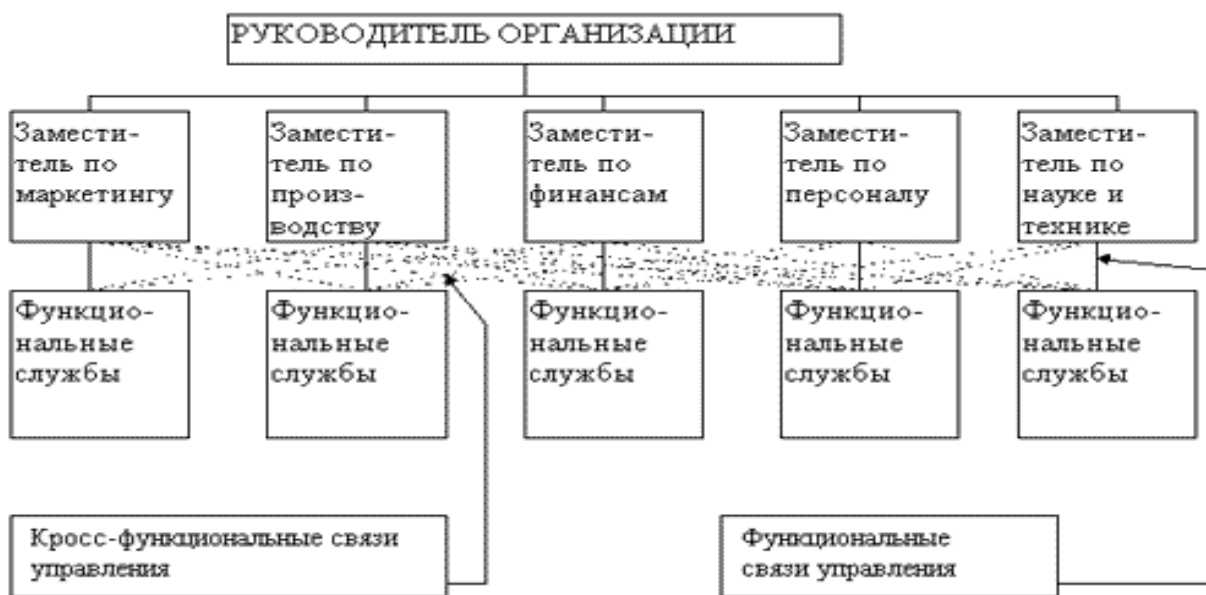 РУКОВОДИТЕЛЬ ОРГАНИЗАЦИИ
Замести-
тель по
маркетингу
Замести-
тель по
произ-
водству
Замести-
тель по
финансам
Замести-
тель по
персоналу
Замести-
тель по
науке и
технике
Функцио-
нальные
службы
Функцио-
нальные
службы
Функцио-
нальные
службы
Функцио-
нальные
службы
Функцио-
нальные
службы
Кросс-функциональные связи
управления
Функциональные
связи управления